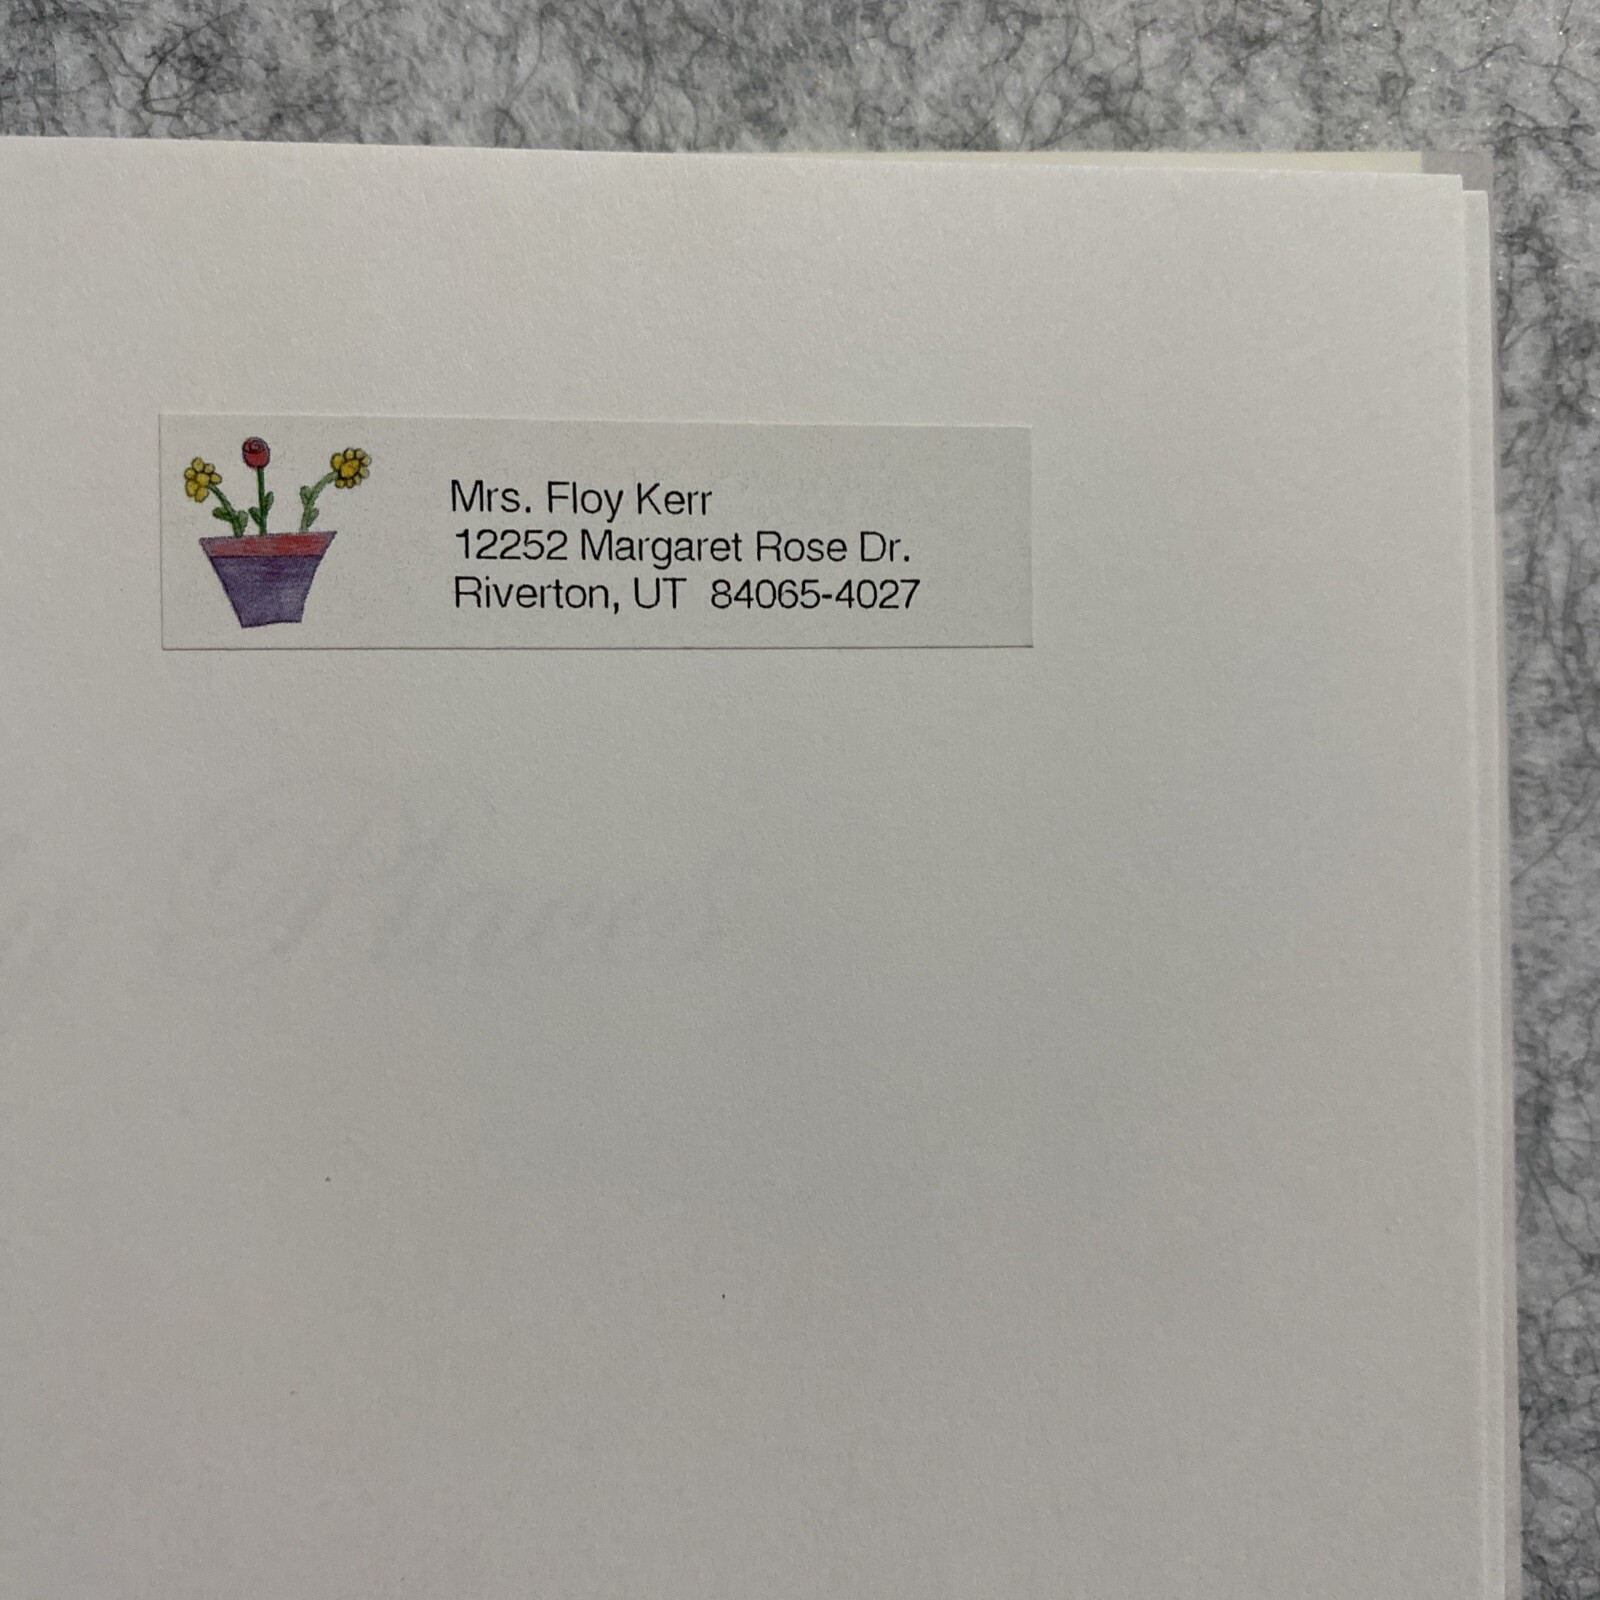 Mrs. Floy Kerr
12252 Margaret Rose Dr.
Riverton, UT  84065-4027